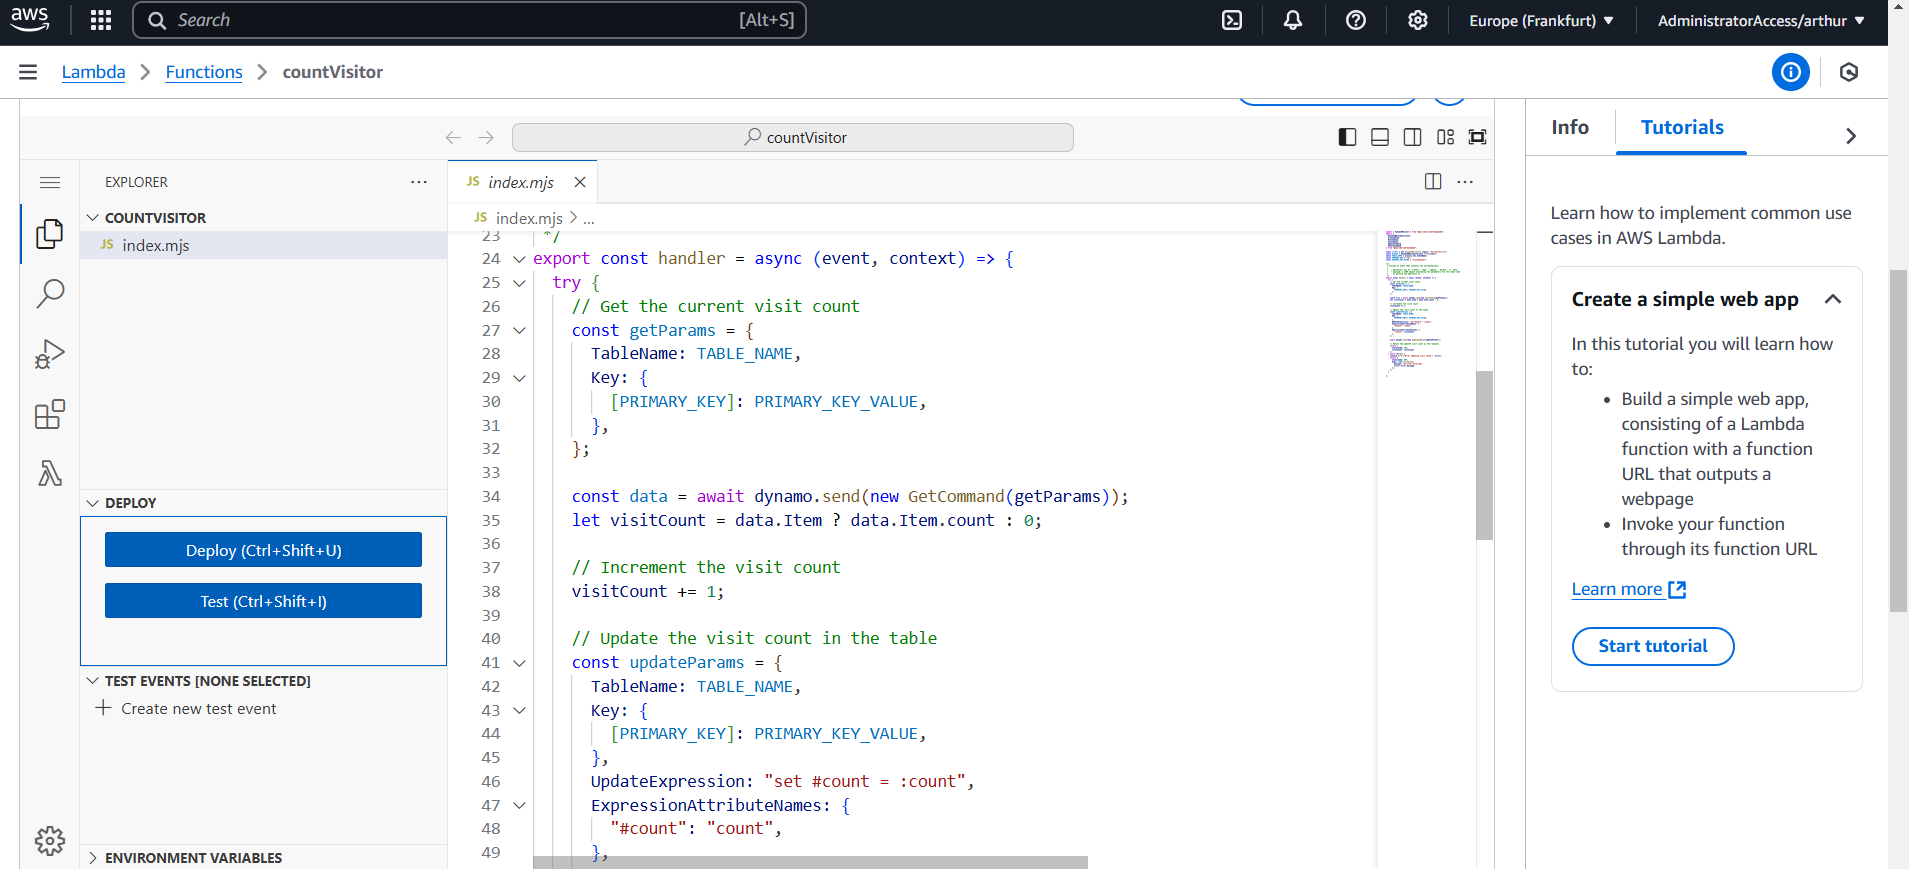 aws
Search
[Alt+S]
Europe (Frankfurt)
AdministratorAccess/arthur
Lambda
Functions
countVisitor
countVisitor
EXPLORER
COUNTVISITOR
JS index.mjs
DEPLOY
Deploy (Ctrl+Shift+U)
Test (Ctrl+Shift+I)
TEST EVENTS [NONE SELECTED]
Create new test event
ENVIRONMENT VARIABLES
JS index.mjs
JS index.mjs > ...
23 */
24 export const handler = async (event, context) => {
25 try {
26 // Get the current visit count
27 const getParams = {
28 TableName: TABLE_NAME,
29 Key: {
30 [PRIMARY_KEY]: PRIMARY_KEY_VALUE,
31 },
32 };
33
34 const data = await dynamo.send(new GetCommand(getParams));
35 let visitCount = data.Item ? data.Item.count : 0;
36
37 // Increment the visit count
38 visitCount += 1;
39
40 // Update the visit count in the table
41 const updateParams = {
42 TableName: TABLE_NAME,
43 Key: {
44 [PRIMARY_KEY]: PRIMARY_KEY_VALUE,
45 },
46 UpdateExpression: "set #count = :count",
47 ExpressionAttributeNames: {
48 "#count": "count",
49 },
Info
Tutorials
Learn how to implement common use
cases in AWS Lambda.
Create a simple web app
In this tutorial you will learn how
to:
• Build a simple web app,
consisting of a Lambda
function with a function
URL that outputs a
webpage
• Invoke your function
through its function URL
Learn more
Start tutorial